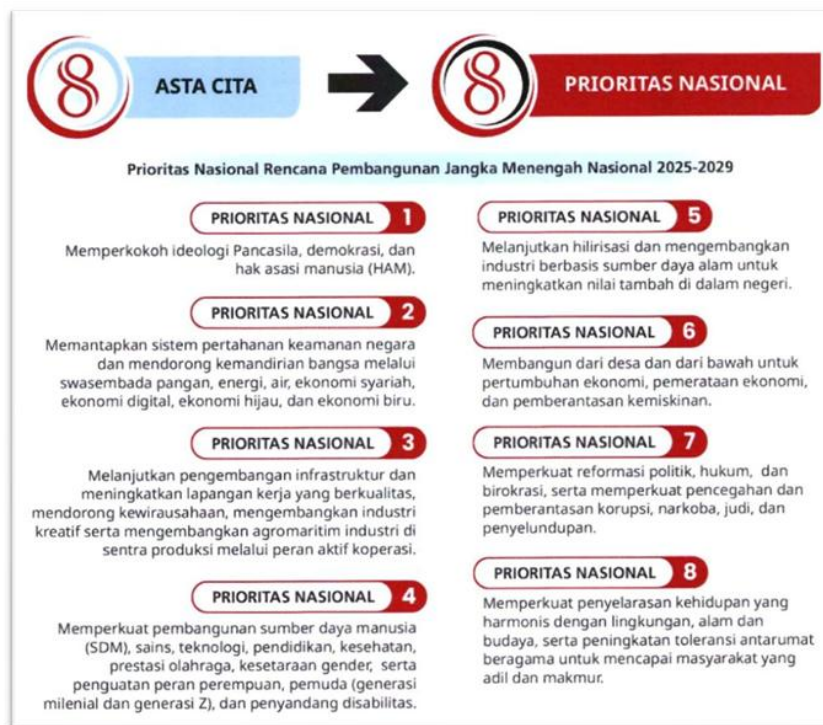 8 ASTA CITA
8 PRIORITAS NASIONAL
Prioritas Nasional Rencana Pembangunan Jangka Menengah Nasional 2025-2029
PRIORITAS NASIONAL 1
Memperkokoh ideologi Pancasila, demokrasi, dan
hak asasi manusia (HAM).
PRIORITAS NASIONAL 2
Memantapkan sistem pertahanan keamanan negara
dan mendorong kemandirian bangsa melalui
swasembada pangan, energi, air, ekonomi syariah,
ekonomi digital, ekonomi hijau, dan ekonomi biru.
PRIORITAS NASIONAL 3
Melanjutkan pengembangan infrastruktur dan
meningkatkan lapangan kerja yang berkualitas,
mendorong kewirausahaan, mengembangkan industri
kreatif serta mengembangkan agromaritim industri di
sentra produksi melalui peran aktif koperasi.
PRIORITAS NASIONAL 4
Memperkuat pembangunan sumber daya manusia
(SDM), sains, teknologi, pendidikan, kesehatan,
prestasi olahraga, kesetaraan gender, serta
penguatan peran perempuan, pemuda (generasi
milenial dan generasi Z), dan penyandang disabilitas.
PRIORITAS NASIONAL 5
Melanjutkan hilirisasi dan mengembangkan
industri berbasis sumber daya alam untuk
meningkatkan nilai tambah di dalam negeri.
PRIORITAS NASIONAL 6
Membangun dari desa dan dari bawah untuk
pertumbuhan ekonomi, pemerataan ekonomi,
dan pemberantasan kemiskinan.
PRIORITAS NASIONAL 7
Memperkuat reformasi politik, hukum, dan
birokrasi, serta memperkuat pencegahan dan
pemberantasan korupsi, narkoba, judi, dan
penyelundupan.
PRIORITAS NASIONAL 8
Memperkuat penyelarasan kehidupan yang
harmonis dengan lingkungan, alam dan
budaya, serta peningkatan toleransi antarumat
beragama untuk mencapai masyarakat yang
adil dan makmur.